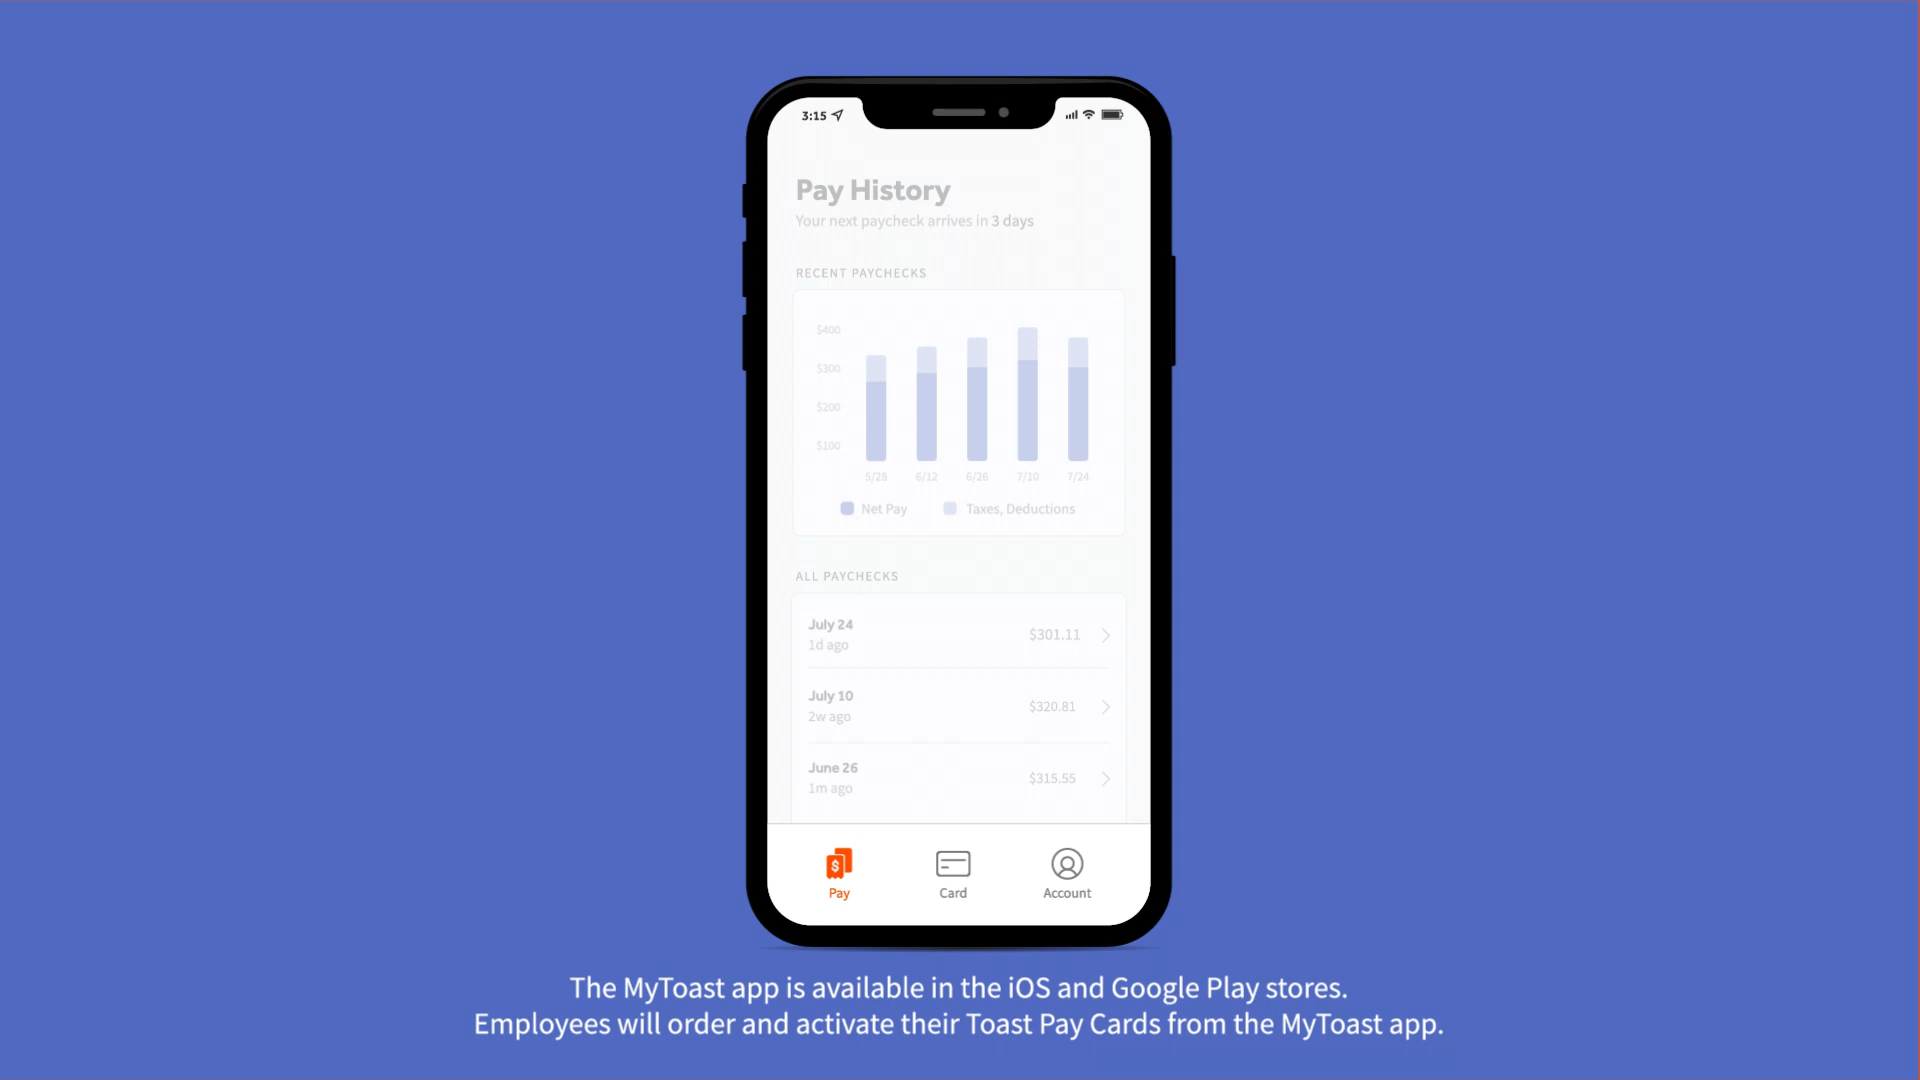 3:15
Pay History
Your next paycheck arrives in 3 days
RECENT PAYCHECKS
$400
$300
$200
$100
5/28 6/12 6/26 7/10 7/24
Net Pay Taxes, Deductions
ALL PAYCHECKS
July 24
1d ago
$301.11
July 10
2w ago
$320.81
June 26
1m ago
$315.55
$
Pay Card Account
The MyToast app is available in the iOS and Google Play stores.
Employees will order and activate their Toast Pay Cards from the MyToast app.